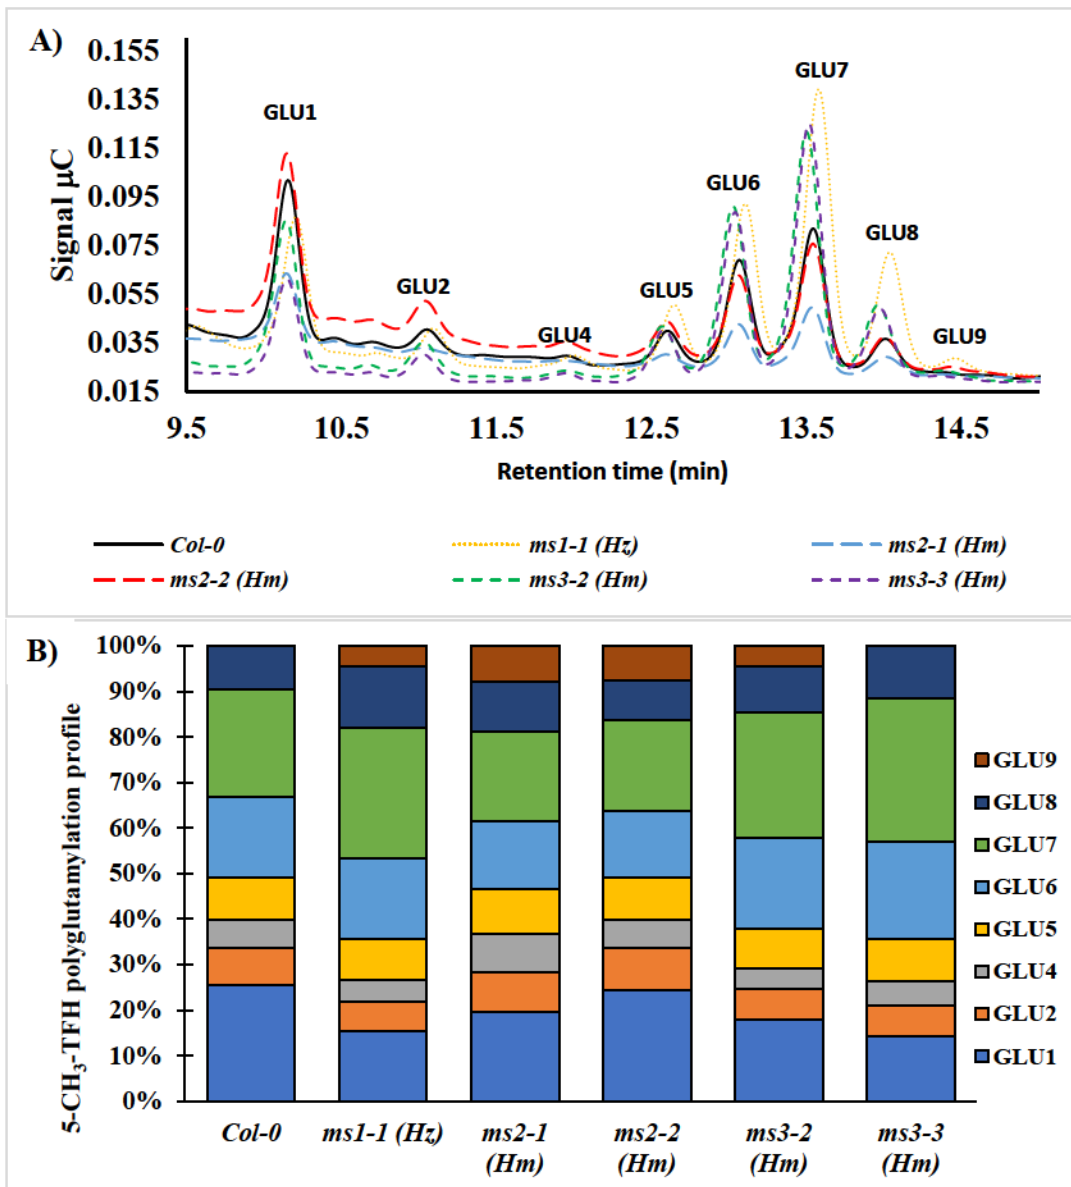 A)
0.155
0.135
0.115
0.095
0.075
0.055
0.035
0.015
Signal µC
GLU1
GLU2
GLU4
GLU5
GLU6
GLU7
GLU8
GLU9
9.5 10.5 11.5 12.5 13.5 14.5
Retention time (min)
Col-0 ms1-1 (Hz) ms2-1 (Hm)
ms2-2 (Hm) ms3-2 (Hm) ms3-3 (Hm)
B)
100%
90%
80%
70%
60%
50%
40%
30%
20%
10%
0%
5-CH₃-TFH polyglutamylation profile
GLU9
GLU8
GLU7
GLU6
GLU5
GLU4
GLU2
GLU1
Col-0 ms1-1 (Hz) ms2-1 ms2-2 ms3-2 ms3-3
(Hm) (Hm) (Hm) (Hm)